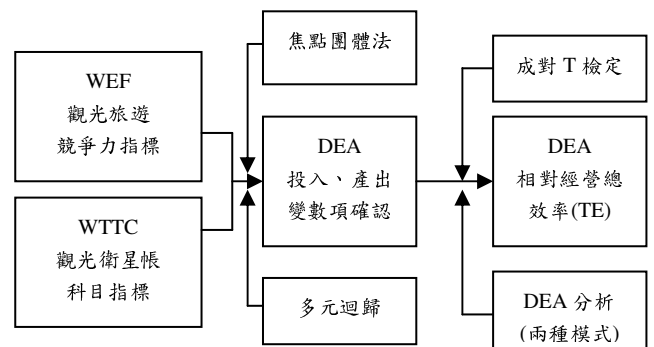 焦點團體法
成對 T 檢定
WEF
觀光旅遊
競爭力指標
DEA
投入、產出
變數項確認
DEA
相對經營總
效率(TE)
WTTC
觀光衛星帳
科目指標
多元迴歸
DEA 分析
(兩種模式)